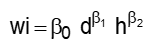 wi = β₀ d^β₁ h^β₂